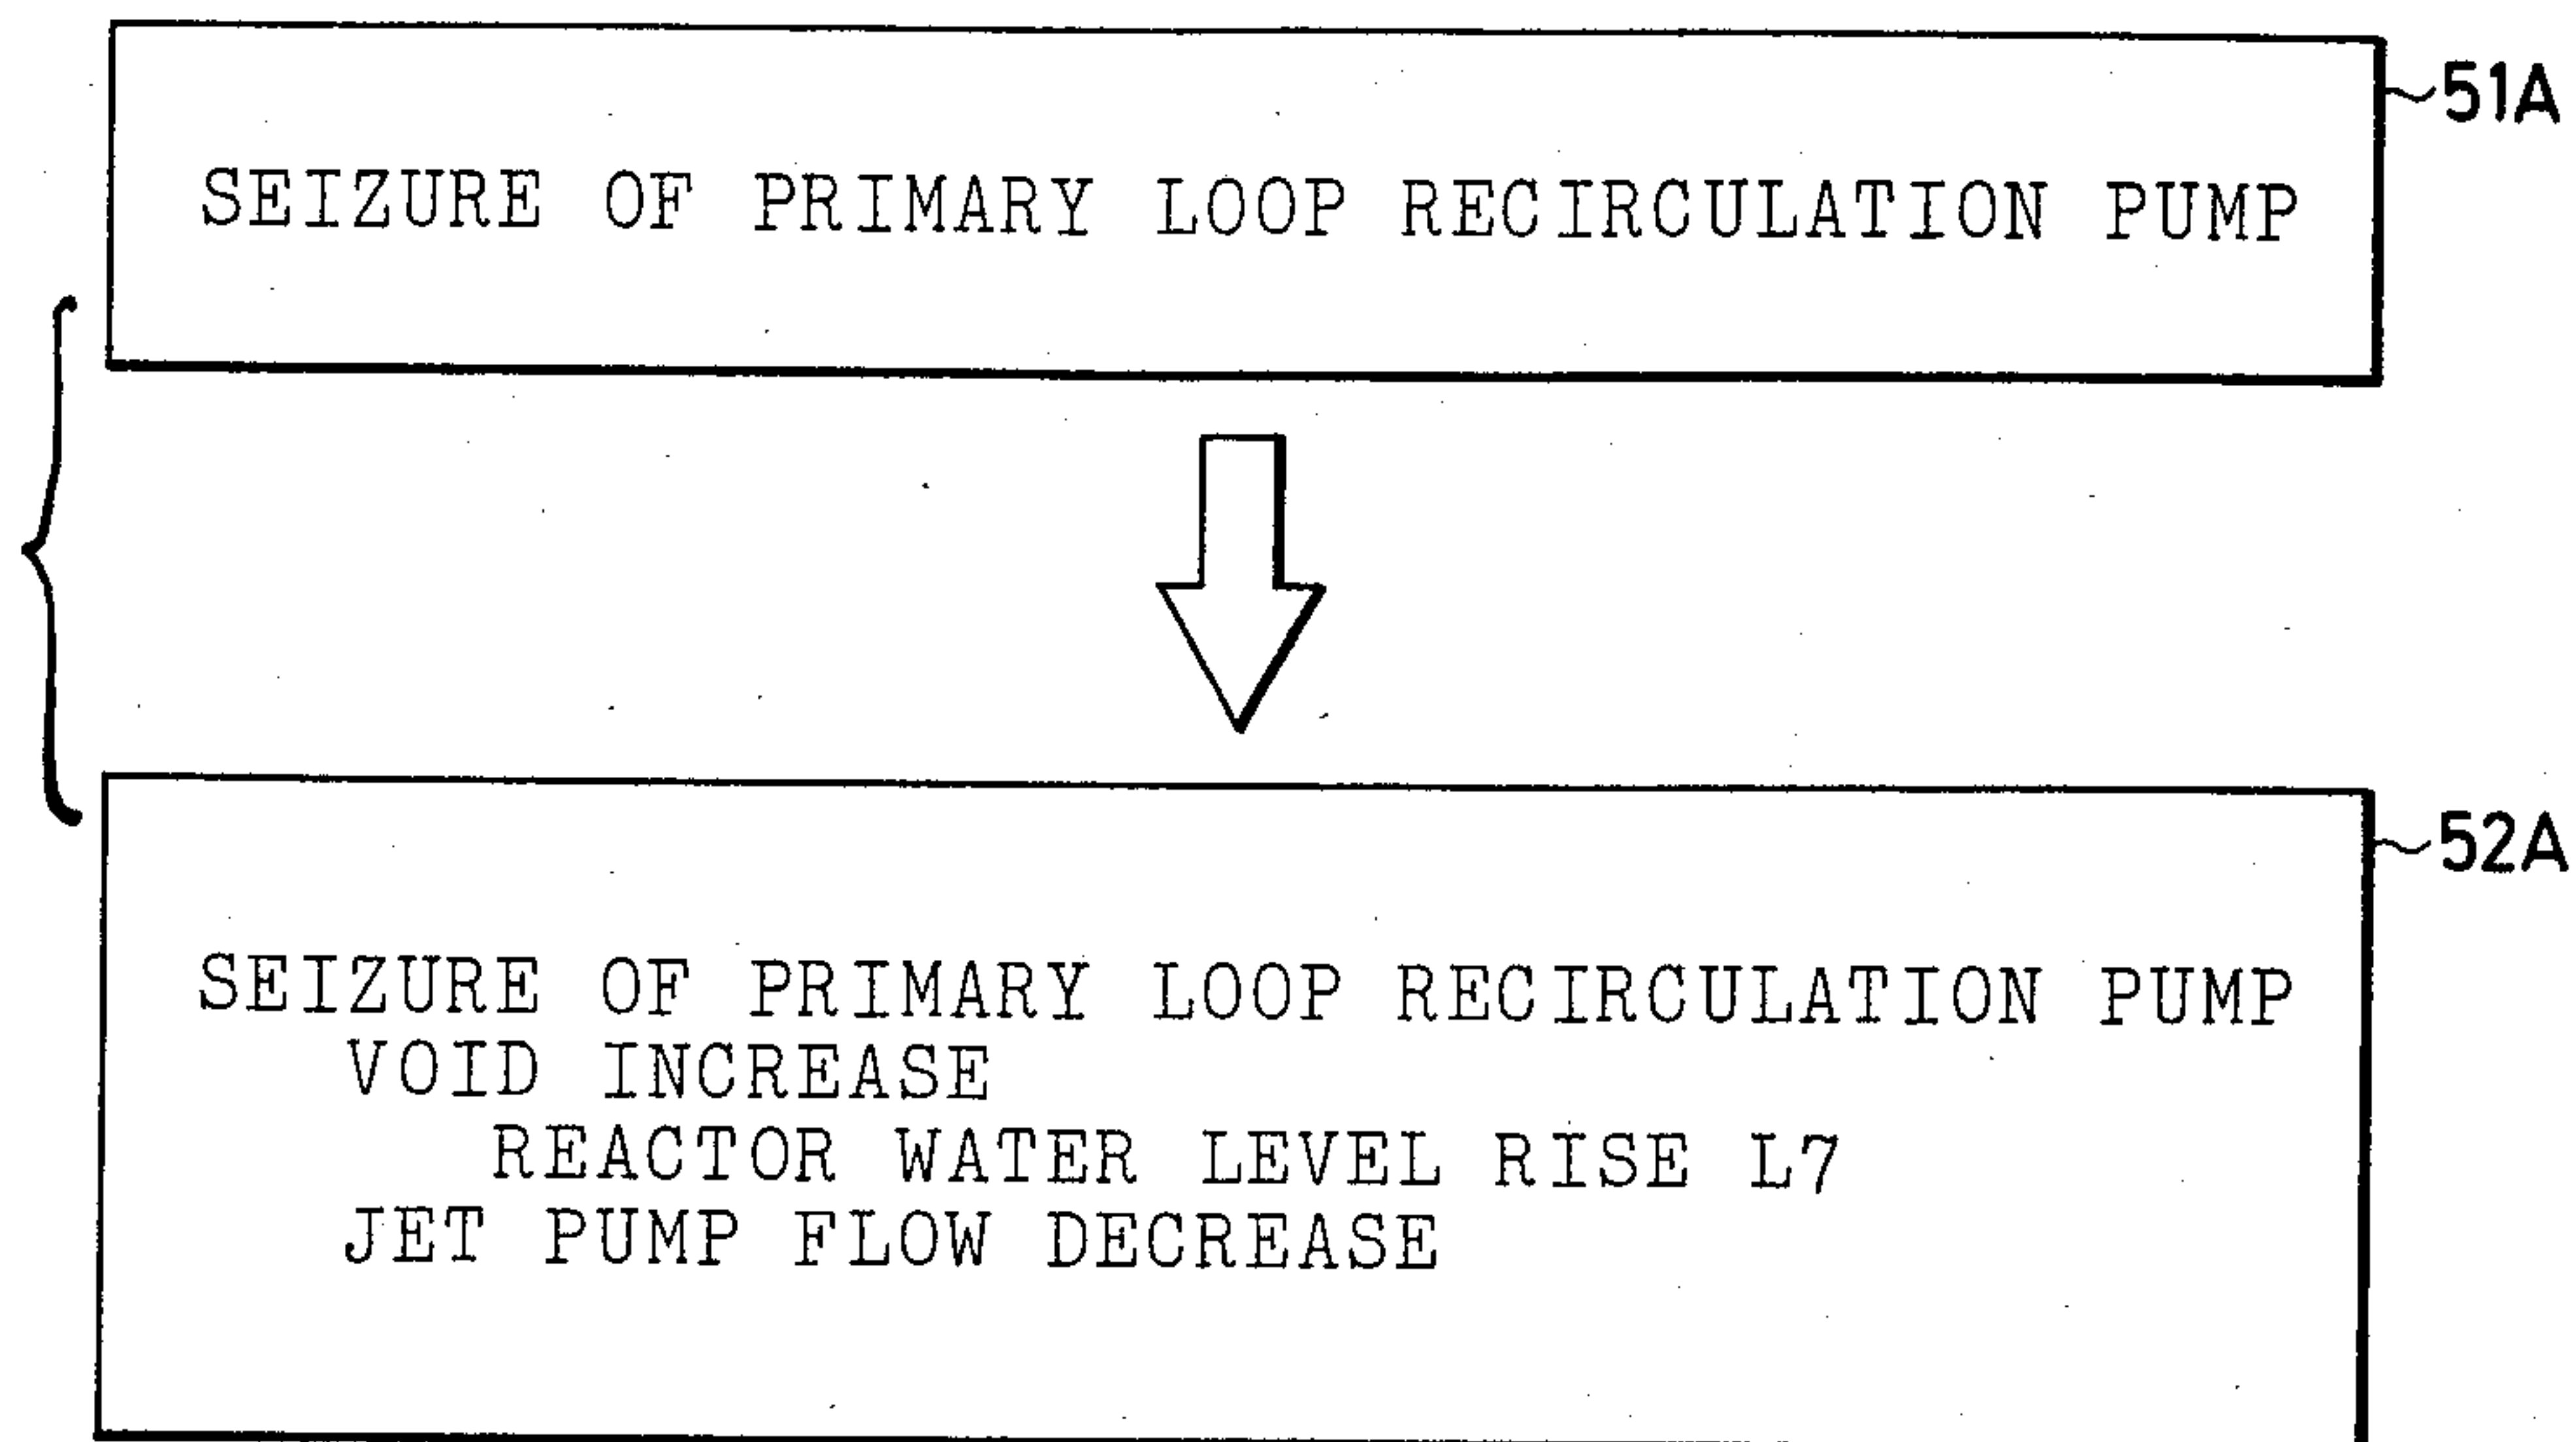 51A
SEIZURE OF PRIMARY LOOP RECIRCULATION PUMP
52A
SEIZURE OF PRIMARY LOOP RECIRCULATION PUMP
VOID INCREASE
REACTOR WATER LEVEL RISE L7
JET PUMP FLOW DECREASE